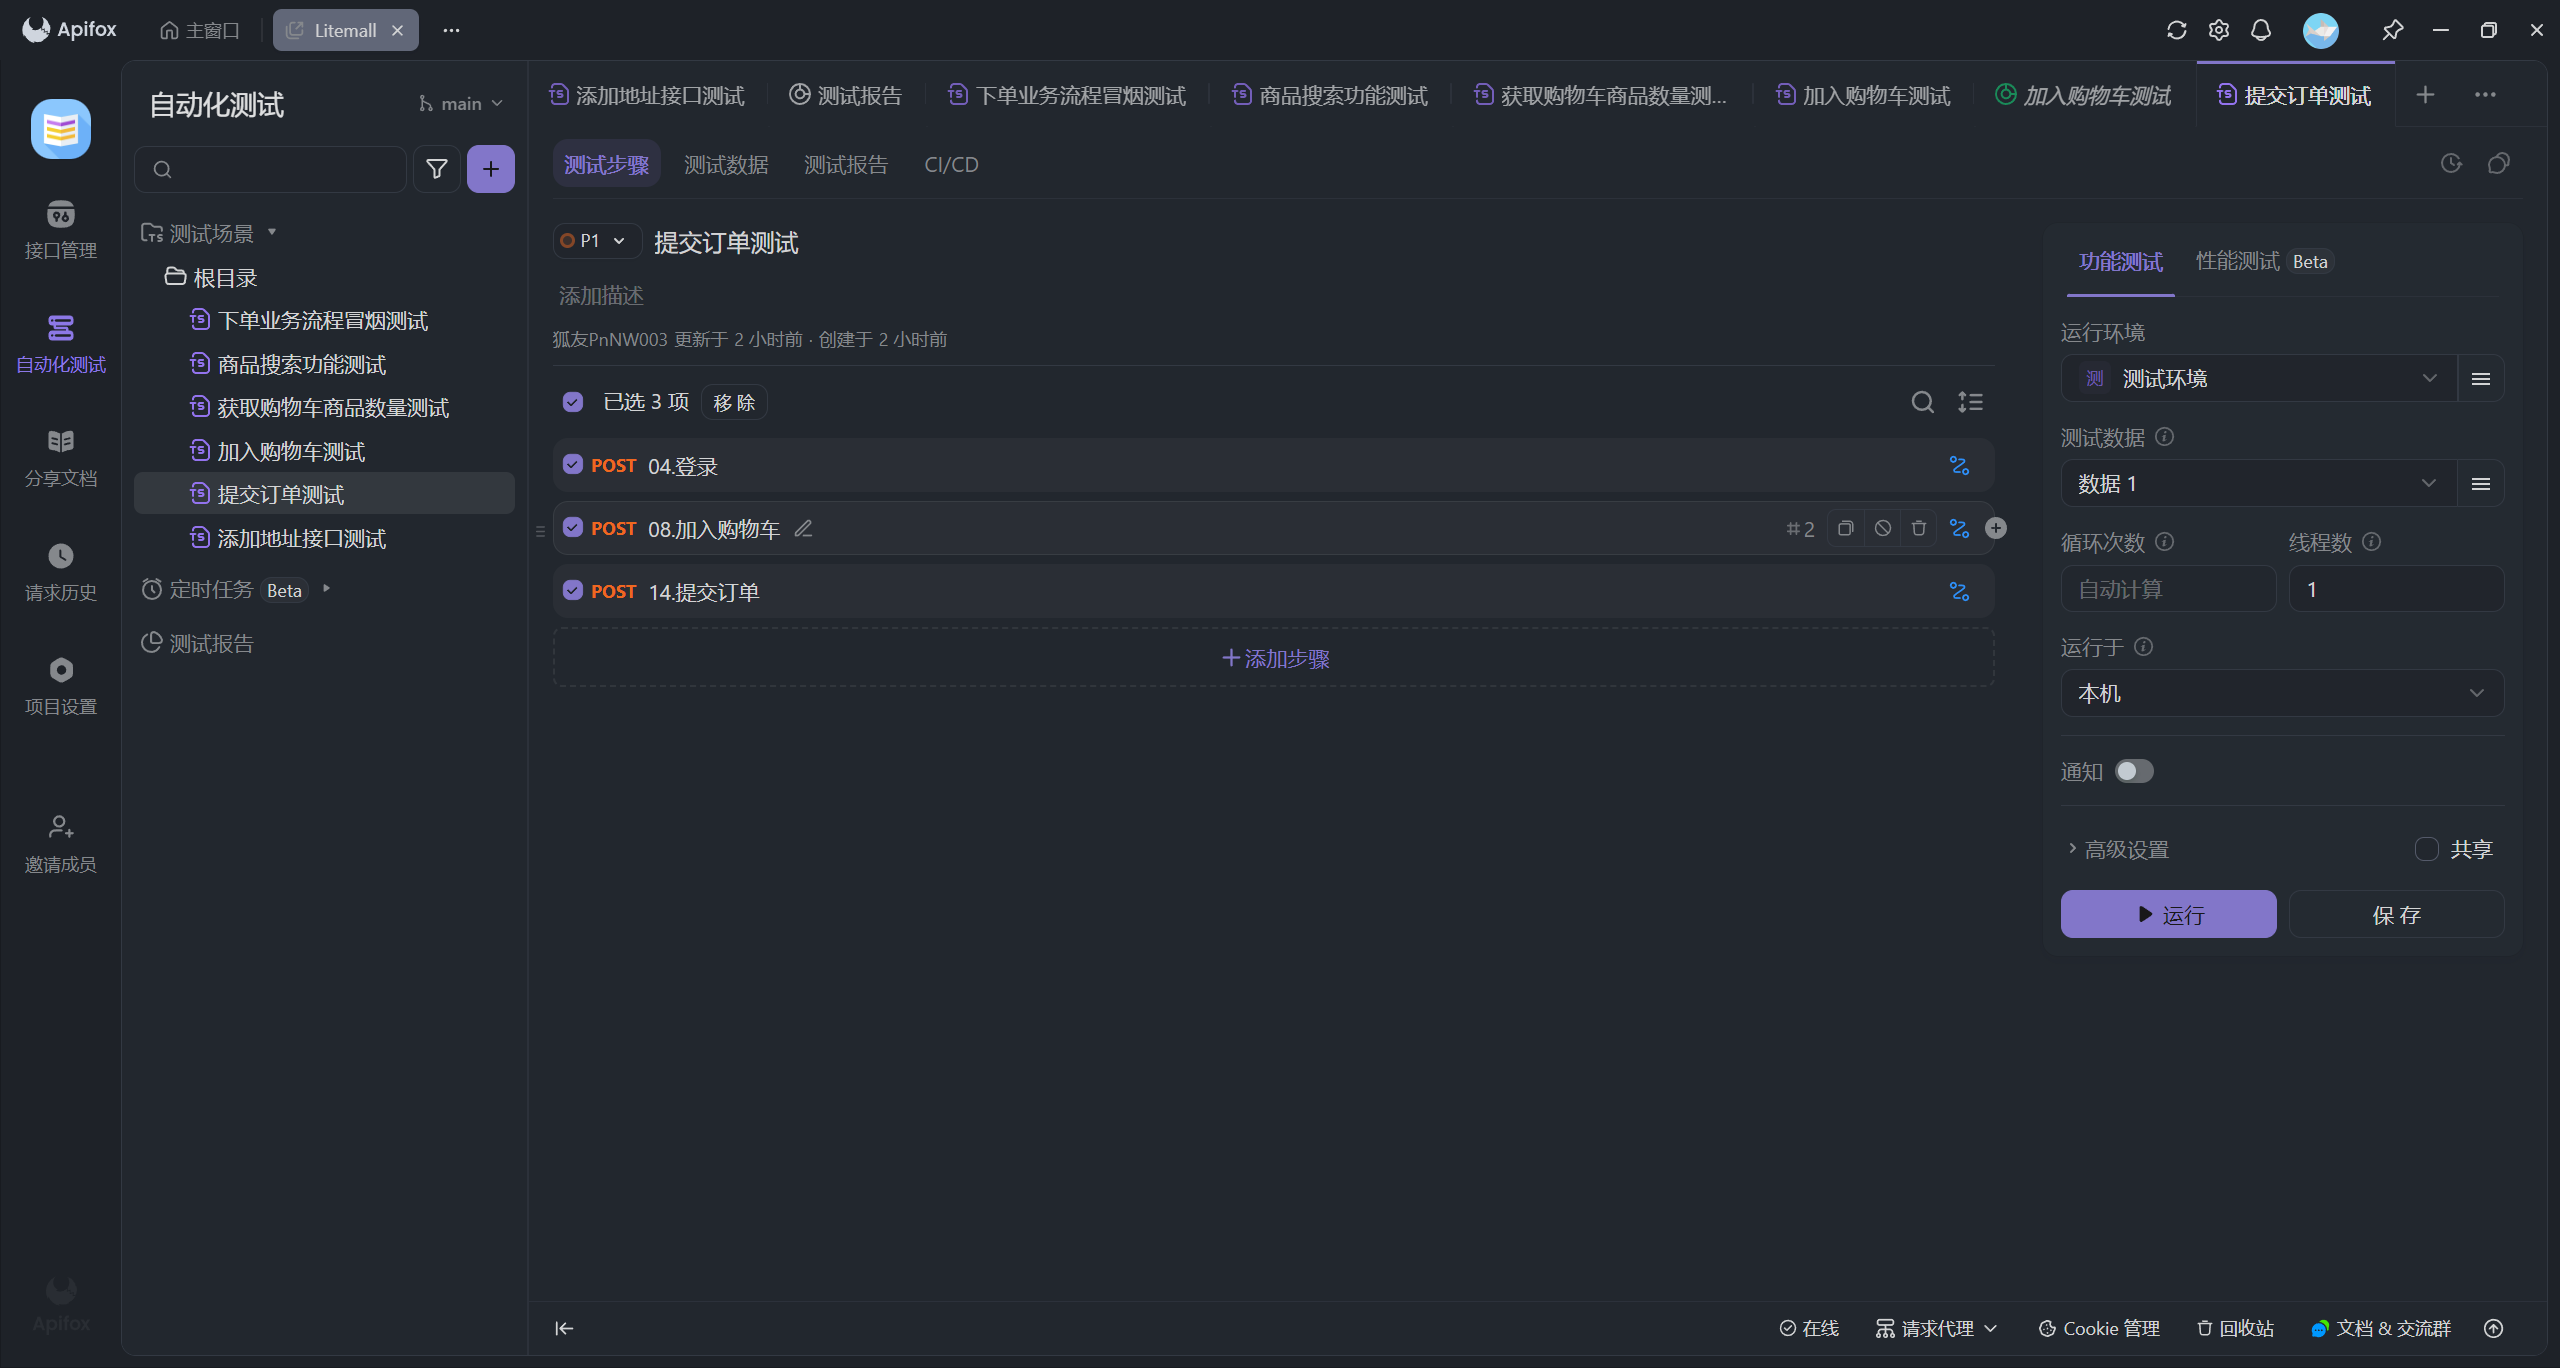 Apifox
主窗口
Litemall
自动化测试
main
接口管理
自动化测试
分享文档
请求历史
项目设置
邀请成员
Apifox
测试场景
根目录
下单业务流程冒烟测试
商品搜索功能测试
获取购物车商品数量测试
加入购物车测试
提交订单测试
添加地址接口测试
定时任务 Beta
测试报告
添加地址接口测试
测试报告
下单业务流程冒烟测试
商品搜索功能测试
获取购物车商品数量测...
加入购物车测试
加入购物车测试
提交订单测试
测试步骤
测试数据
测试报告
CI/CD
P1
提交订单测试
添加描述
狐友PnNW003 更新于 2 小时前 · 创建于 2 小时前
已选 3 项
移 除
POST 04.登录
POST 08.加入购物车
#2
POST 14.提交订单
添加步骤
功能测试
性能测试 Beta
运行环境
测 测试环境
测试数据
数据 1
循环次数
线程数
自动计算
1
运行于
本机
通知
高级设置
共享
运行
保 存
在线
请求代理
Cookie 管理
回收站
文档 & 交流群